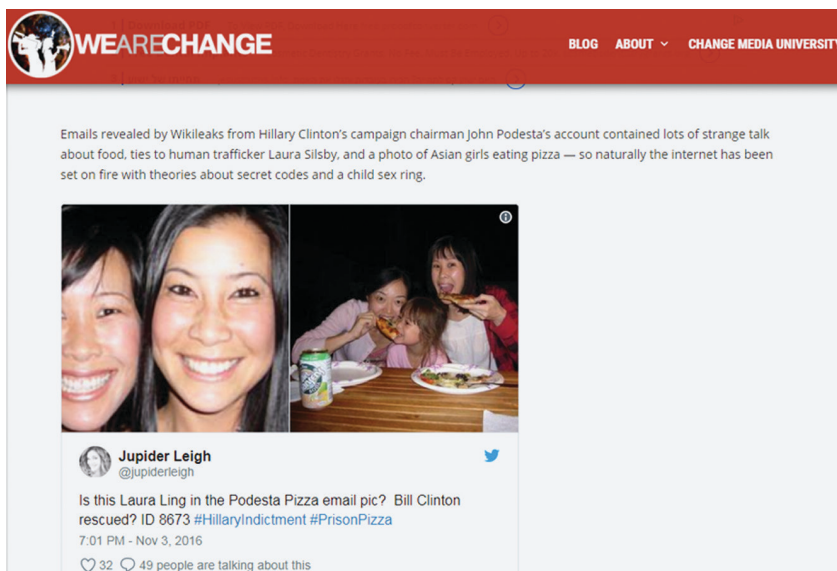 WEARECHANGE
BLOG ABOUT CHANGE MEDIA UNIVERSITY
Emails revealed by Wikileaks from Hillary Clinton's campaign chairman John Podesta's account contained lots of strange talk
about food, ties to human trafficker Laura Silsby, and a photo of Asian girls eating pizza — so naturally the internet has been
set on fire with theories about secret codes and a child sex ring.
Jupider Leigh
@jupiderleigh
Is this Laura Ling in the Podesta Pizza email pic? Bill Clinton
rescued? ID 8673 #HillaryIndictment #PrisonPizza
7:01 PM - Nov 3, 2016
32 49 people are talking about this